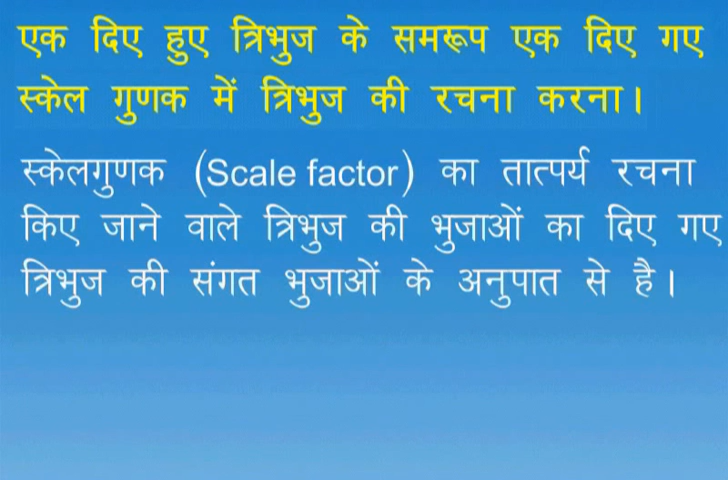 एक दिए हुए त्रिभुज के समरूप एक दिए गए
स्केल गुणक में त्रिभुज की रचना करना।
स्केलगुणक (Scale factor) का तात्पर्य रचना
किए जाने वाले त्रिभुज की भुजाओं का दिए गए
त्रिभुज की संगत भुजाओं के अनुपात से है।